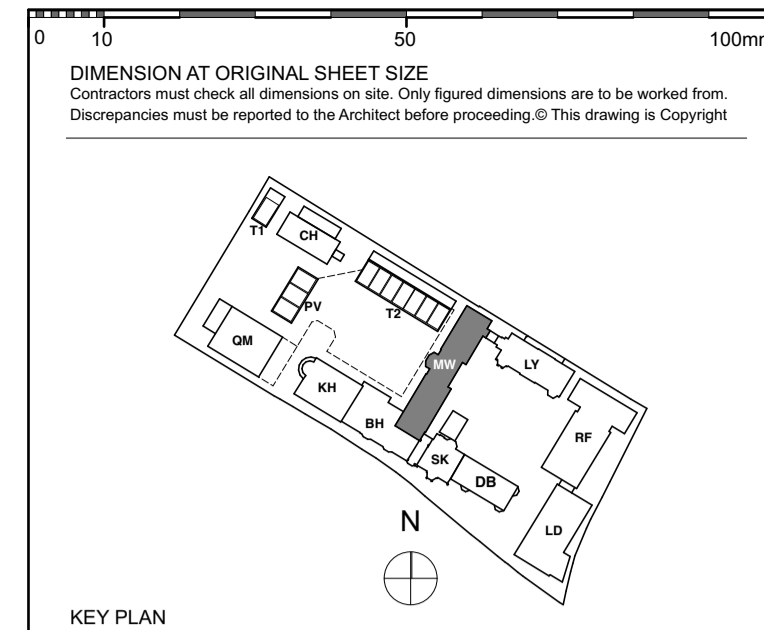 0 10 50 100mm
DIMENSION AT ORIGINAL SHEET SIZE
Contractors must check all dimensions on site. Only figured dimensions are to be worked from.
Discrepancies must be reported to the Architect before proceeding.© This drawing is Copyright
T1
CH
PV
T2
QM
MW
LY
KH
BH
RF
SK
DB
LD
N
KEY PLAN